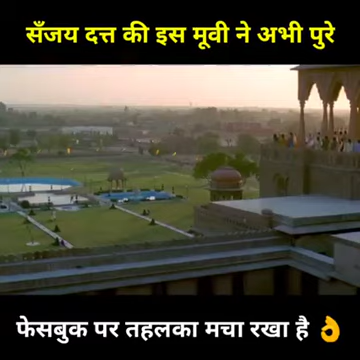 सँजय दत्त की इस मूवी ने अभी पुरे
फेसबुक पर तहलका मचा रखा है 👌